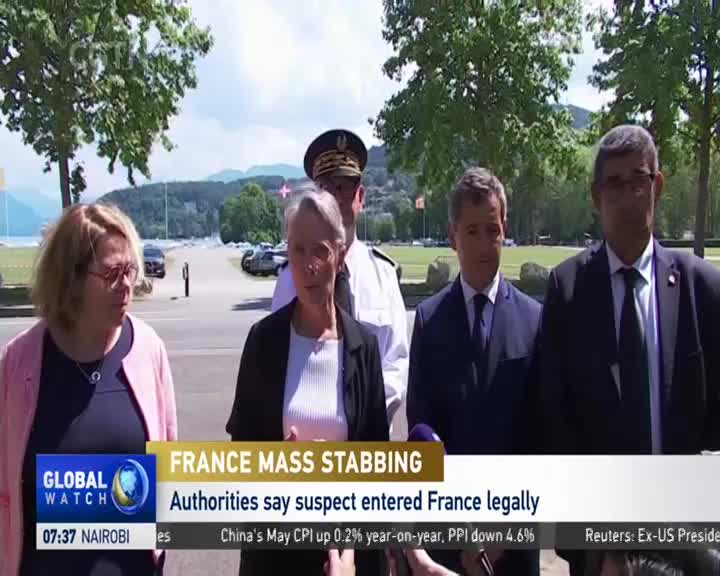 CGTN
FRANCE MASS STABBING
GLOBAL
WATCH
Authorities say suspect entered France legally
07:37 NAIROBI
China's May CPI up 0.2% year-on-year, PPI down 4.6%
Reuters: Ex-US